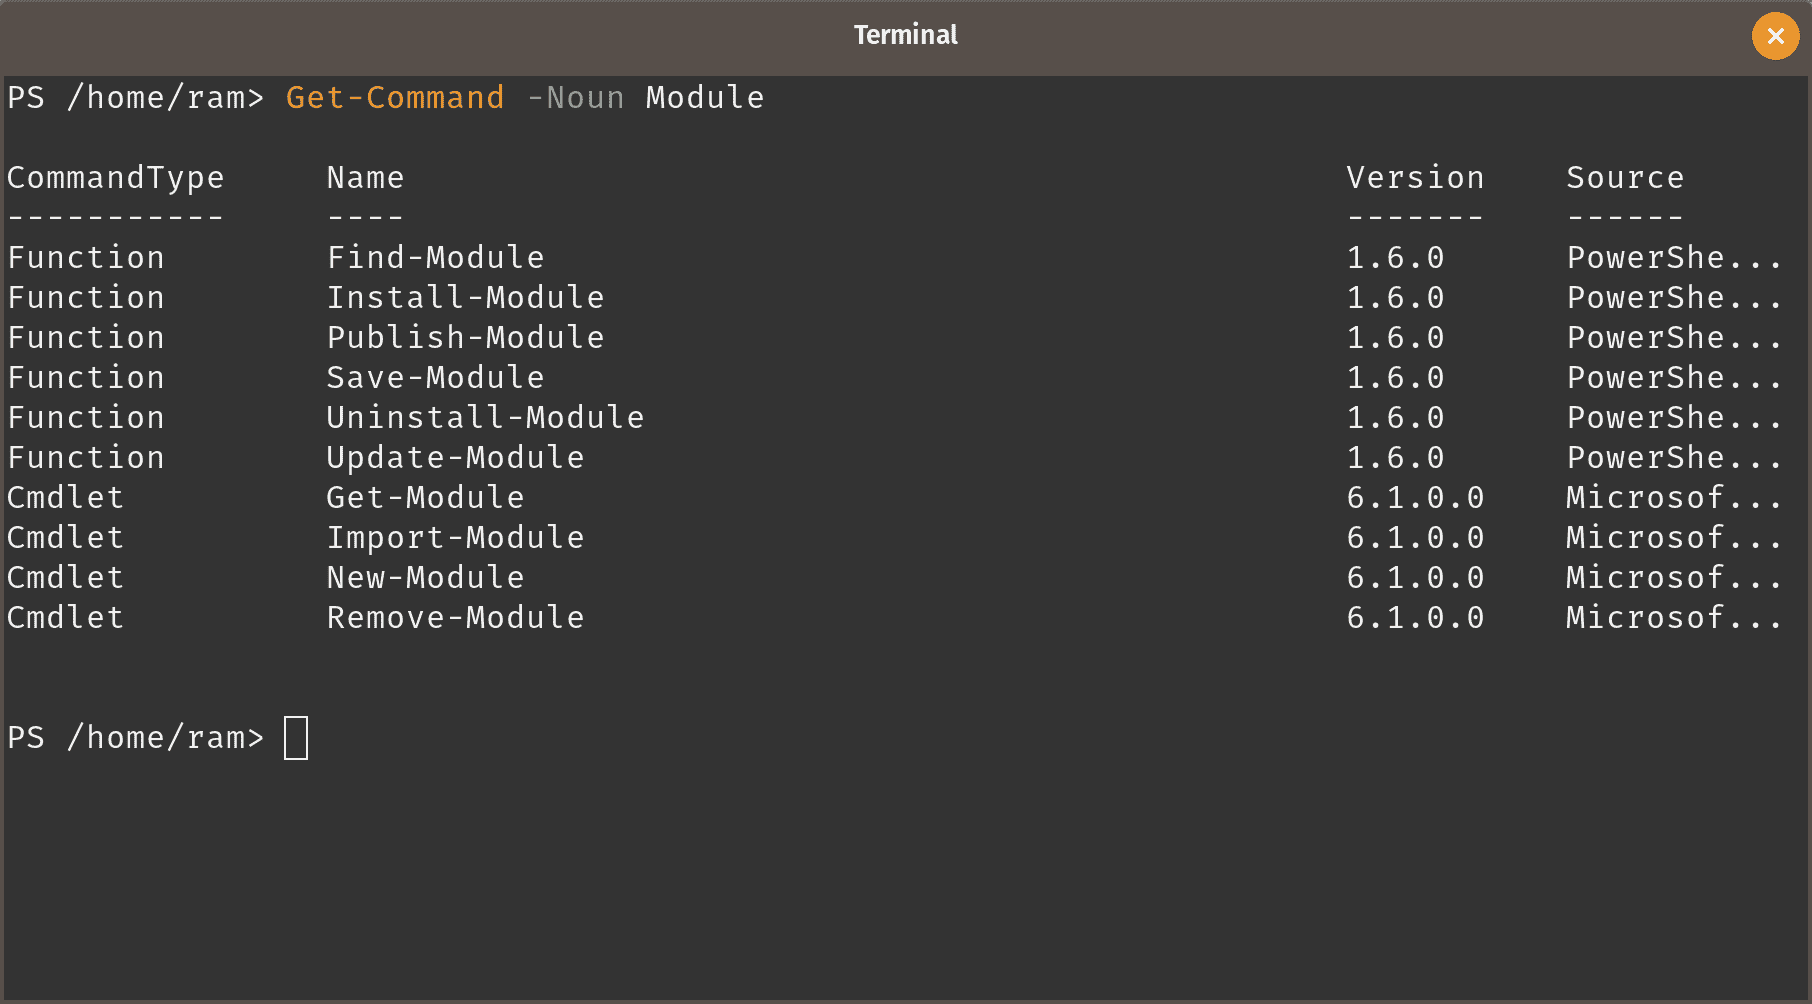 Terminal
PS /home/ram> Get-Command -Noun Module
CommandType     Name                                               Version    Source
-----------     ----                                               -------    ------
Function        Find-Module                                        1.6.0      PowerShe...
Function        Install-Module                                     1.6.0      PowerShe...
Function        Publish-Module                                     1.6.0      PowerShe...
Function        Save-Module                                        1.6.0      PowerShe...
Function        Uninstall-Module                                   1.6.0      PowerShe...
Function        Update-Module                                      1.6.0      PowerShe...
Cmdlet          Get-Module                                         6.1.0.0    Microsof...
Cmdlet          Import-Module                                      6.1.0.0    Microsof...
Cmdlet          New-Module                                         6.1.0.0    Microsof...
Cmdlet          Remove-Module                                      6.1.0.0    Microsof...
PS /home/ram>